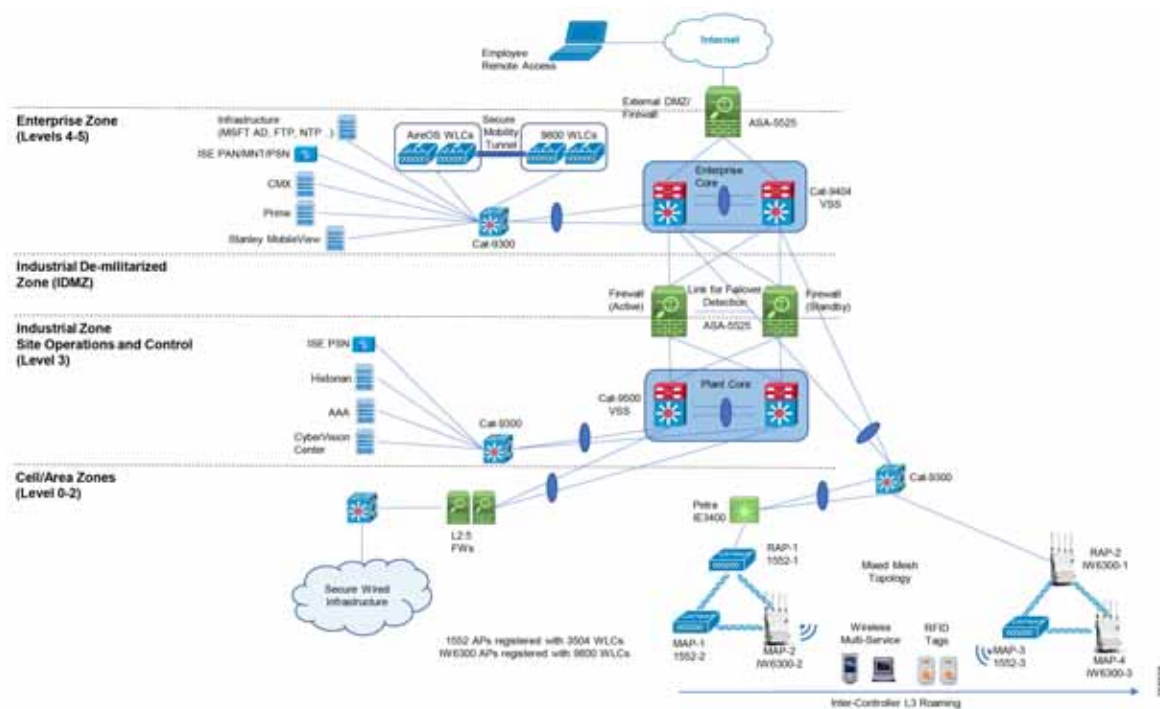 Internet
Employee
Remote Access
External DMZ/
Firewall
ASA-5525
Enterprise Zone
(Levels 4-5)
Infrastructure
(MSFT AD, FTP, NTP ..)
ISE PAN/MNT/PSN
CMX
Prime
Stanley MobileView
AireOS WLCs
Secure
Mobility
Tunnel
9800 WLCs
Cat-9300
Enterprise
Core
Cat-9404
VSS
Industrial De-militarized
Zone (IDMZ)
Firewall
(Active)
Link for Failover
Detection
Firewall
(Standby)
ASA-5525
Industrial Zone
Site Operations and Control
(Level 3)
ISE PSN
Historian
AAA
CyberVision
Center
Cat-9300
Plant Core
Cat-9500
VSS
Cell/Area Zones
(Level 0-2)
L2.5
FWs
Secure Wired
Infrastructure
Cat-9300
Petra
IE3400
RAP-1
1552-1
MAP-1
1552-2
MAP-2
IW6300-2
Mixed Mesh
Topology
Wireless
Multi-Service
RFID
Tags
RAP-2
IW6300-1
MAP-3
1552-3
MAP-4
IW6300-3
1552 APs registered with 3504 WLCs
IW6300 APs registered with 9800 WLCs
Inter-Controller L3 Roaming